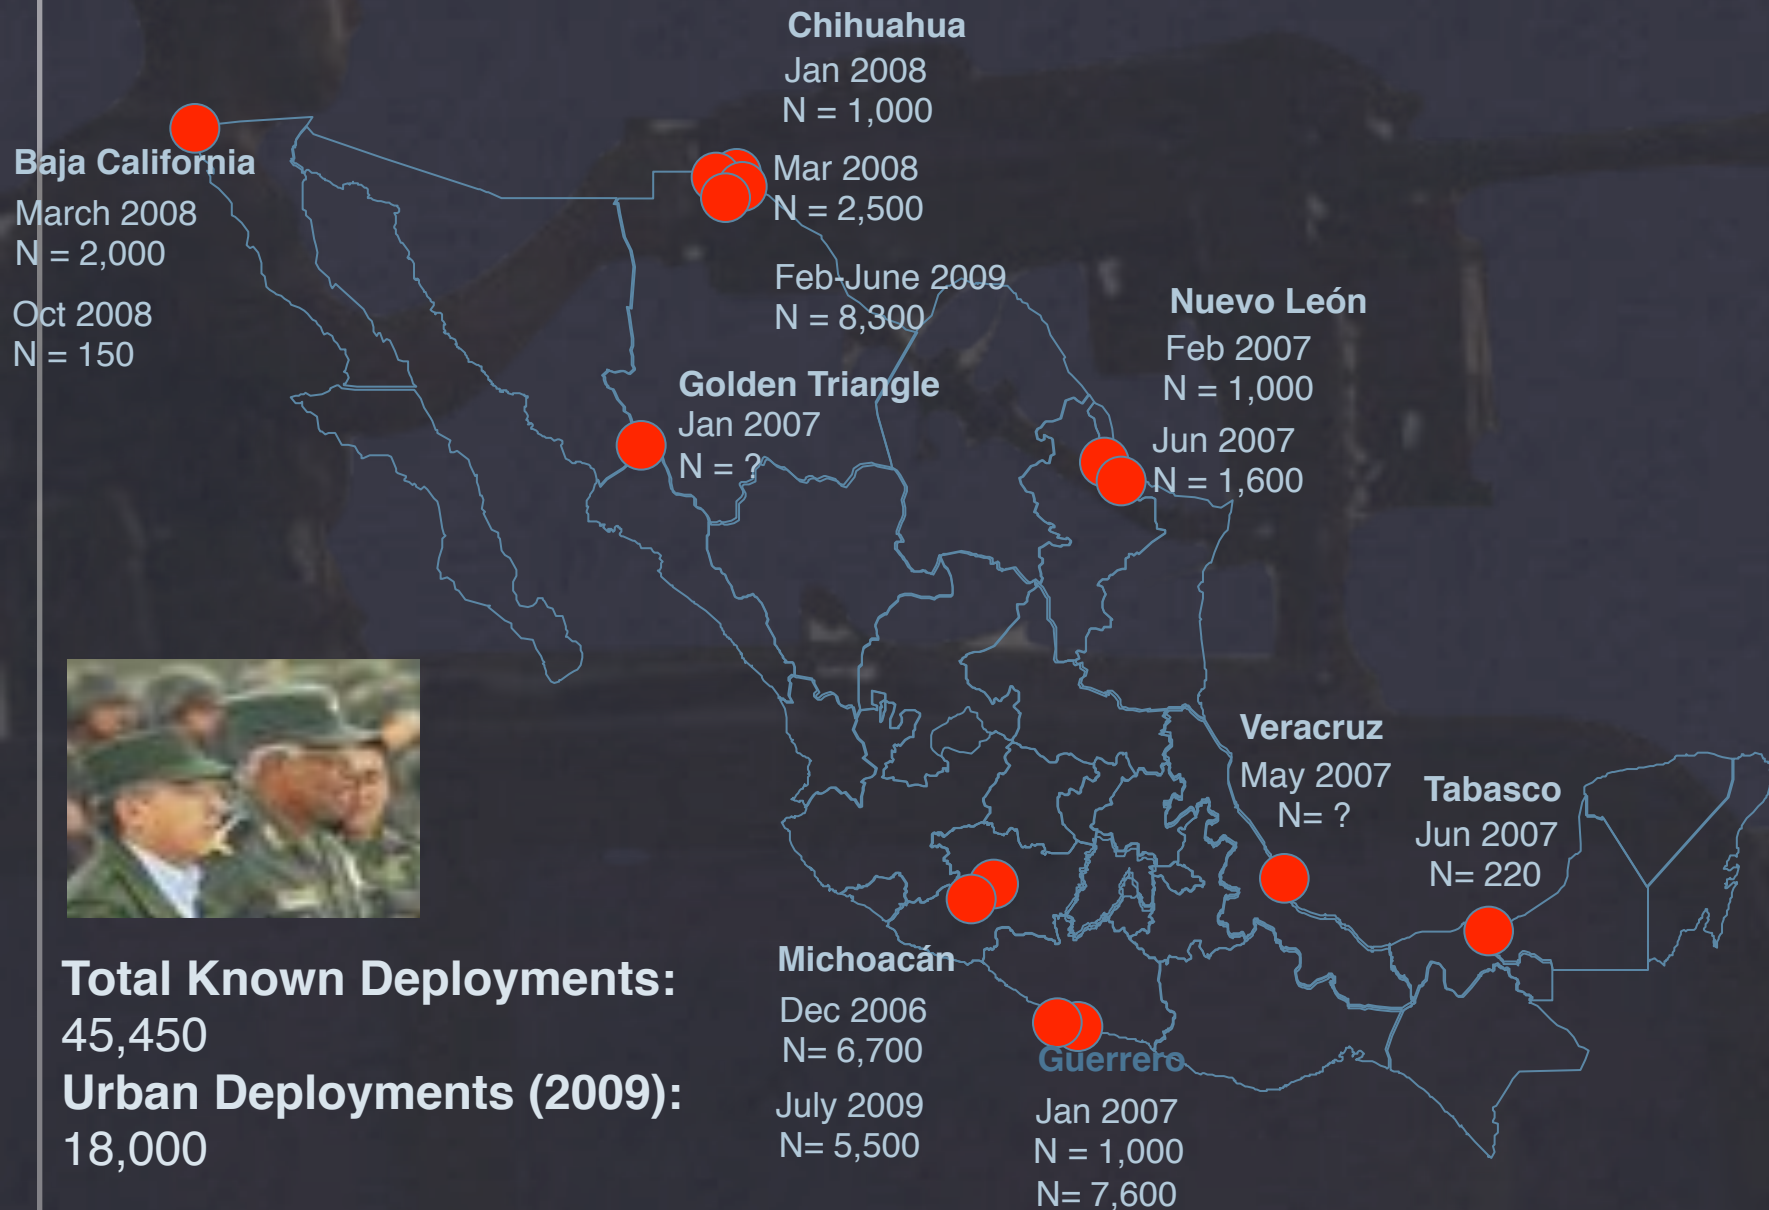 Chihuahua
Jan 2008
N = 1,000
Mar 2008
N = 2,500
Feb-June 2009
N = 8,300
Baja California
March 2008
N = 2,000
Oct 2008
N = 150
Golden Triangle
Jan 2007
N = ?
Nuevo León
Feb 2007
N = 1,000
Jun 2007
N = 1,600
Veracruz
May 2007
N= ?
Tabasco
Jun 2007
N= 220
Michoacán
Dec 2006
N= 6,700
July 2009
N= 5,500
Guerrero
Jan 2007
N = 1,000
N= 7,600
Total Known Deployments:
45,450
Urban Deployments (2009):
18,000